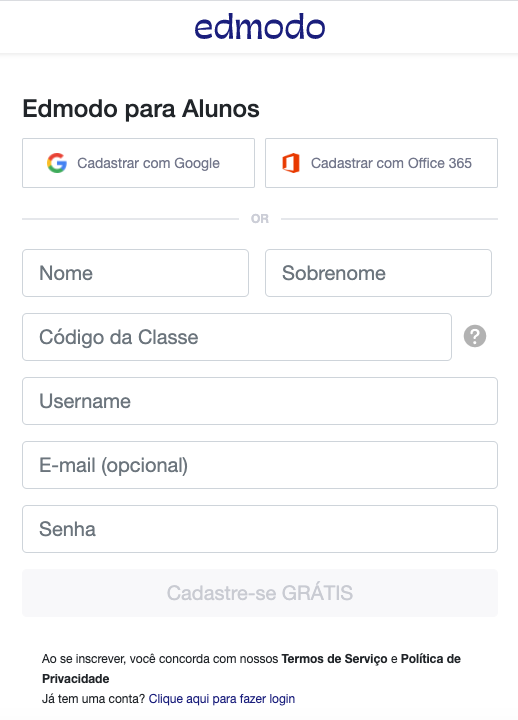 edmodo
Edmodo para Alunos
Cadastrar com Google
Cadastrar com Office 365
OR
Nome
Sobrenome
Código da Classe
?
Username
E-mail (opcional)
Senha
Cadastre-se GRÁTIS
Ao se inscrever, você concorda com nossos Termos de Serviço e Política de
Privacidade
Já tem uma conta? Clique aqui para fazer login